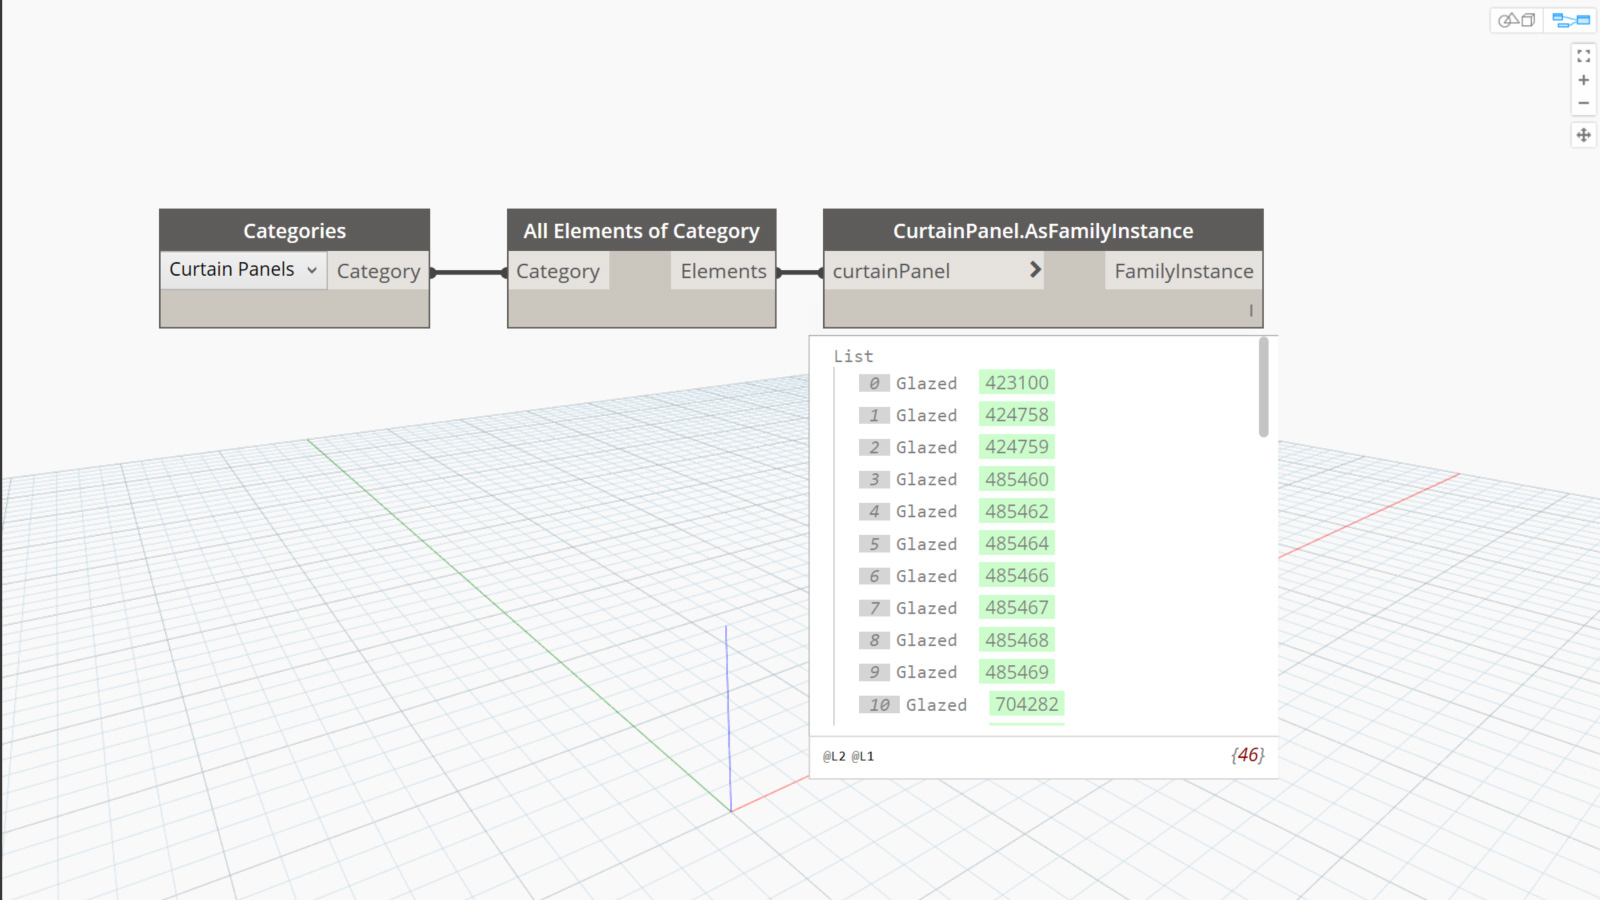 Categories
Curtain Panels Category
All Elements of Category
Category Elements
CurtainPanel.AsFamilyInstance
curtainPanel > FamilyInstance
List
0 Glazed 423100
1 Glazed 424758
2 Glazed 424759
3 Glazed 485460
4 Glazed 485462
5 Glazed 485464
6 Glazed 485466
7 Glazed 485467
8 Glazed 485468
9 Glazed 485469
10 Glazed 704282
@L2 @L1 {46}